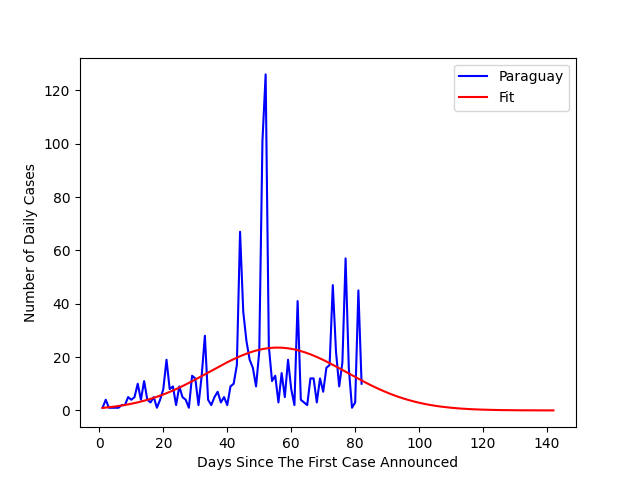 Paraguay
Fit
120
100
80
60
40
20
0
0 20 40 60 80 100 120 140
Number of Daily Cases
Days Since The First Case Announced